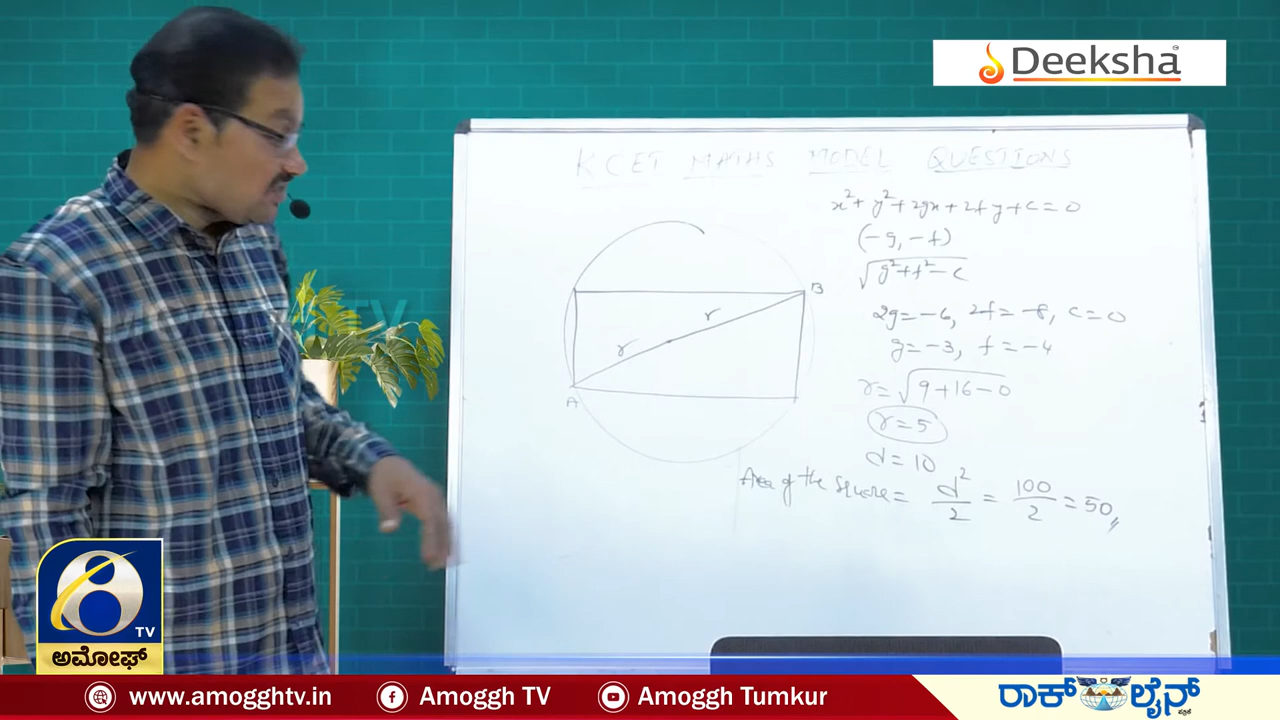 Deeksha
KCET MATHS MODEL QUESTIONS
x²+ y²+2gx+2fy+c=0
(-g, -f)
√g²+f²-c
2g=-6, 2f=-8, c=0
g=-3, f=-4
r=√9+16-0
r=5
d=10
Area of the square= d²/2 = 100/2 = 50
B
r
r
A
TV
TV
ಅಮೋಘ್
www.amogghtv.in
Amoggh TV
Amoggh Tumkur
ರಾಕ್ ಲೈನ್